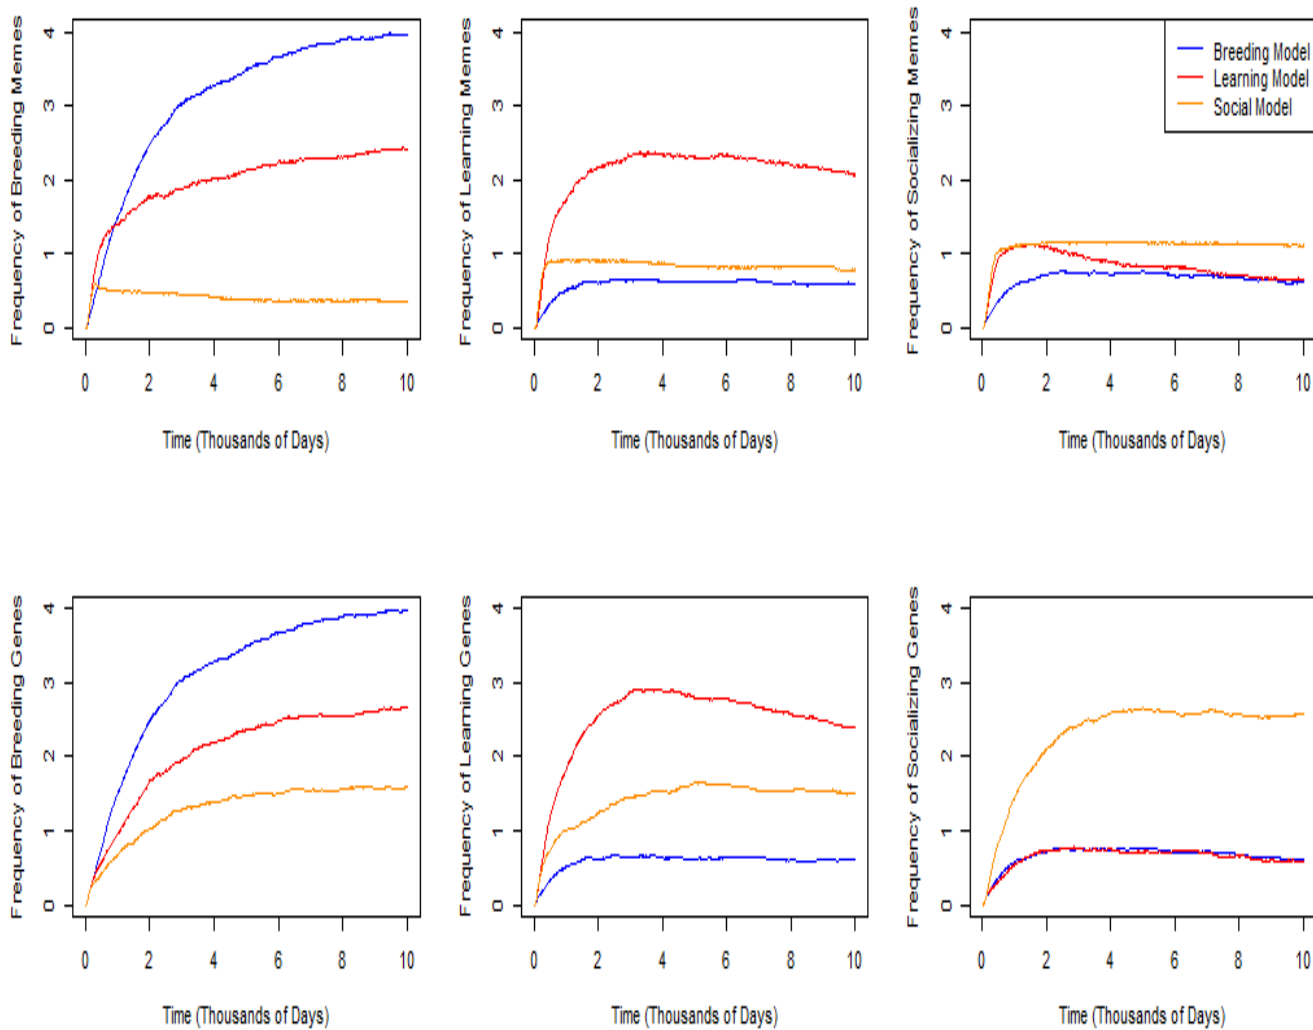 Frequency of Breeding Memes
4
3
2
1
0
0 2 4 6 8 10
Time (Thousands of Days)
Frequency of Learning Memes
4
3
2
1
0
0 2 4 6 8 10
Time (Thousands of Days)
Frequency of Socializing Memes
4
3
2
1
0
0 2 4 6 8 10
Time (Thousands of Days)
Breeding Model
Learning Model
Social Model
Frequency of Breeding Genes
4
3
2
1
0
0 2 4 6 8 10
Time (Thousands of Days)
Frequency of Learning Genes
4
3
2
1
0
0 2 4 6 8 10
Time (Thousands of Days)
Frequency of Socializing Genes
4
3
2
1
0
0 2 4 6 8 10
Time (Thousands of Days)